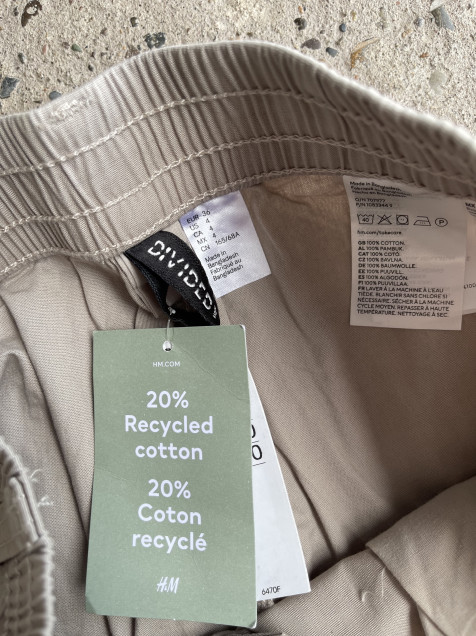 EUR 36
US 4
CA 4
MX 4
CN 165/68A
Made in
Bangladesh
Fabriqué au
Bangladesh
DIVIDED
HM.COM
20%
Recycled
cotton
20%
Coton
recyclé
H&M
6470F
Made in Bangladesh
40
P
hm.com/takecare
GB 100% COTTON.
AL 100% PAMBUK.
CAT 100% COTÓ
CZ 100% BAVLNA.
DE 100% BAUMWOLLE.
EE 100% PUUVILL.
ES 100% ALGODÓN.
FI 100% PUUVILLAA.
FR LAVER À LA MACHINE À L'EAU
TIÈDE. BLANCHIR SANS CHLORE SI
NÉCESSAIRE. SÉCHER À LA MACHINE
CYCLE MOYEN. REPASSER À HAUTE
TEMPÉRATURE. NETTOYAGE À SEC.